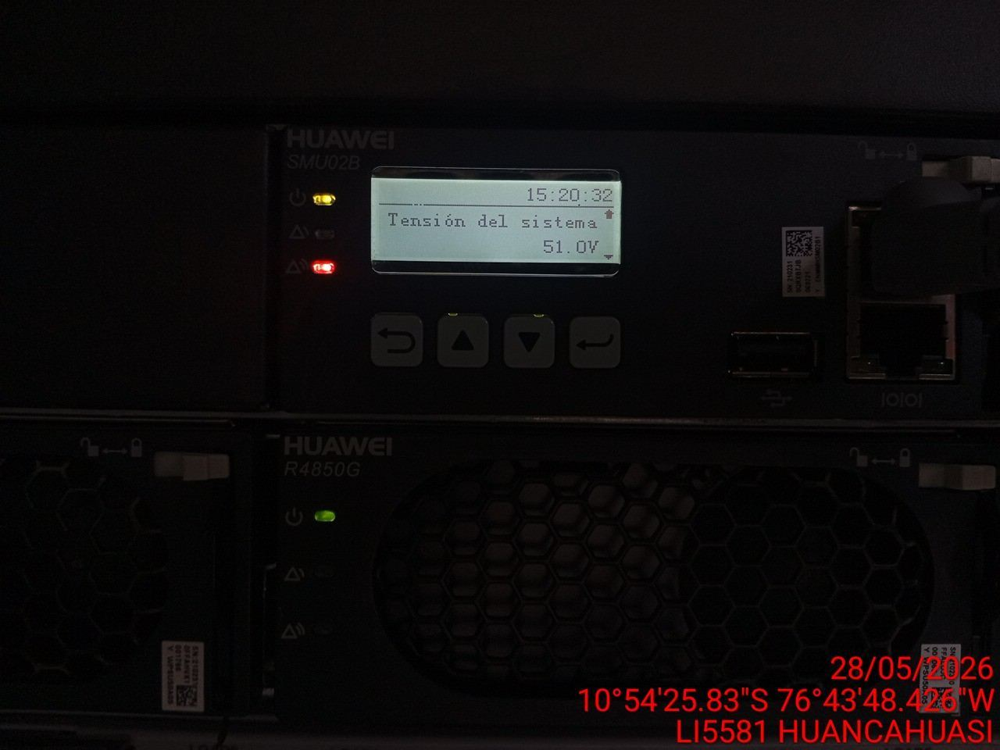 HUAWEI
SMU02B
15:20:32
Tensión del sistema
51.0V
|O|O|
HUAWEI
R4850G
28/05/2026
10°54'25.83"S 76°43'48.426"W
LI5581 HUANCAHUASI